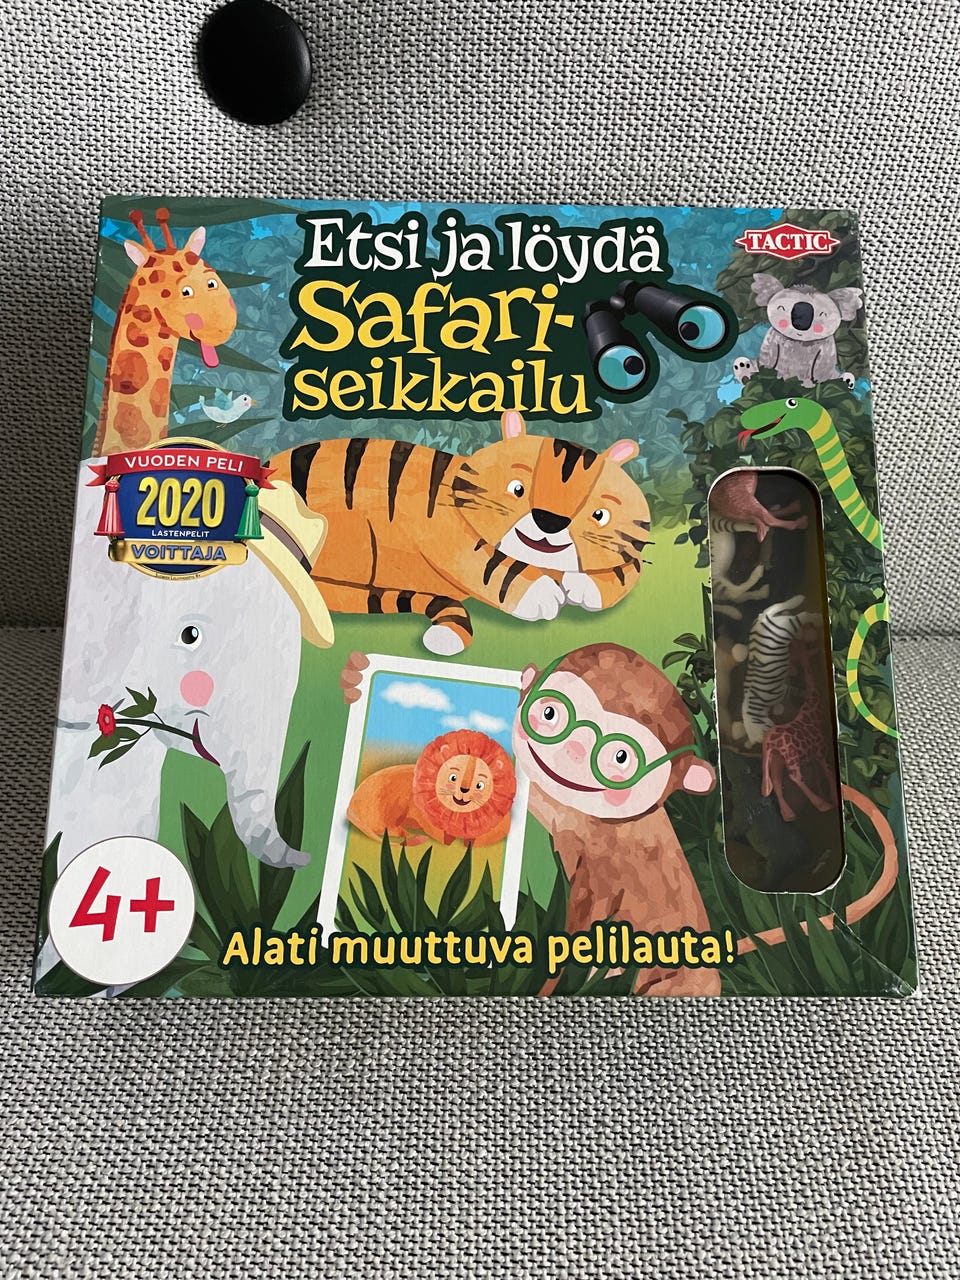 Etsi ja löydä
Safari-
seikkailu
TACTIC
VUODEN PELI
2020
LASTENPELIT
VOITTAJA
4+
Alati muuttuva pelilauta!